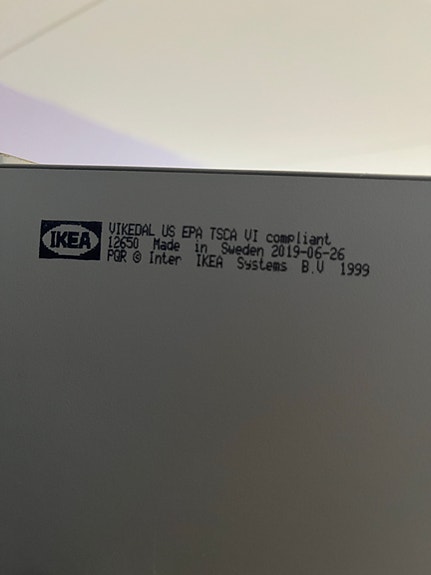 IKEA
VIKEDAL US EPA TSCA VI compliant
12650 Made in Sweden 2019-06-26
PQR © Inter IKEA Systems B.V 1999